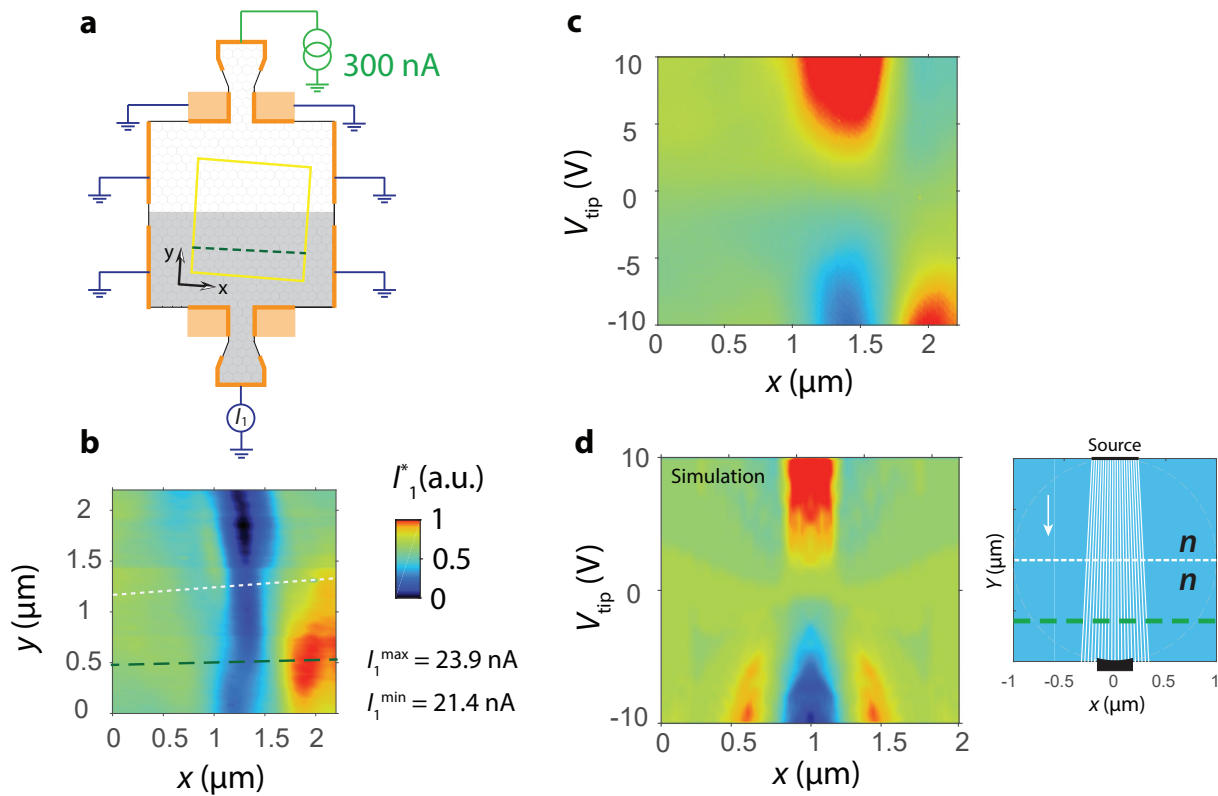 a
300 nA
y
x
I₁
b
y (μm)
2
1.5
1
0.5
0
0
0.5
1
1.5
2
x (μm)
I*₁(a.u.)
1
0.5
0
I₁ᵐᵃˣ = 23.9 nA
I₁ᵐⁱⁿ = 21.4 nA
c
V_tip (V)
10
5
0
-5
-10
0
0.5
1
1.5
2
x (μm)
d
Simulation
V_tip (V)
10
0
-10
0
0.5
1
1.5
2
x (μm)
Source
n
n
Y (μm)
-1
-0.5
0
0.5
1
x (μm)